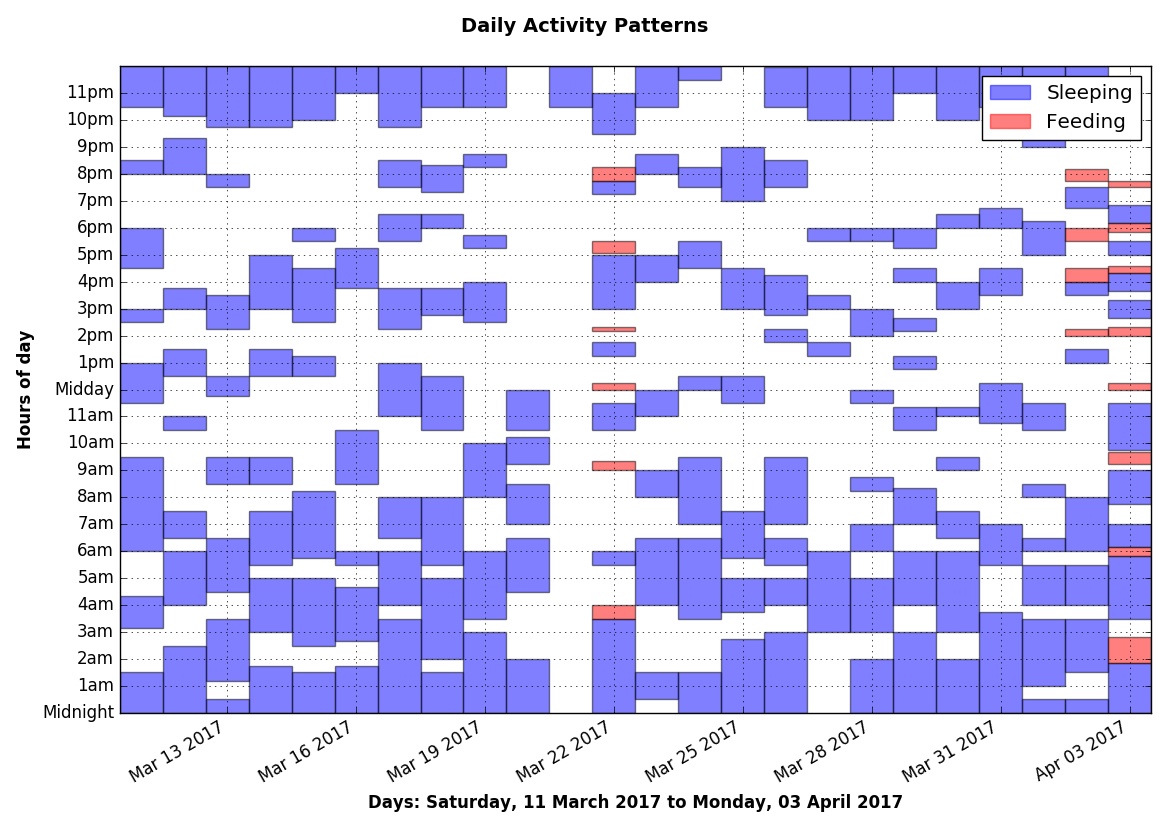 Daily Activity Patterns
Sleeping
Feeding
Hours of day
11pm
10pm
9pm
8pm
7pm
6pm
5pm
4pm
3pm
2pm
1pm
Midday
11am
10am
9am
8am
7am
6am
5am
4am
3am
2am
1am
Midnight
Mar 13 2017
Mar 16 2017
Mar 19 2017
Mar 22 2017
Mar 25 2017
Mar 28 2017
Mar 31 2017
Apr 03 2017
Days: Saturday, 11 March 2017 to Monday, 03 April 2017